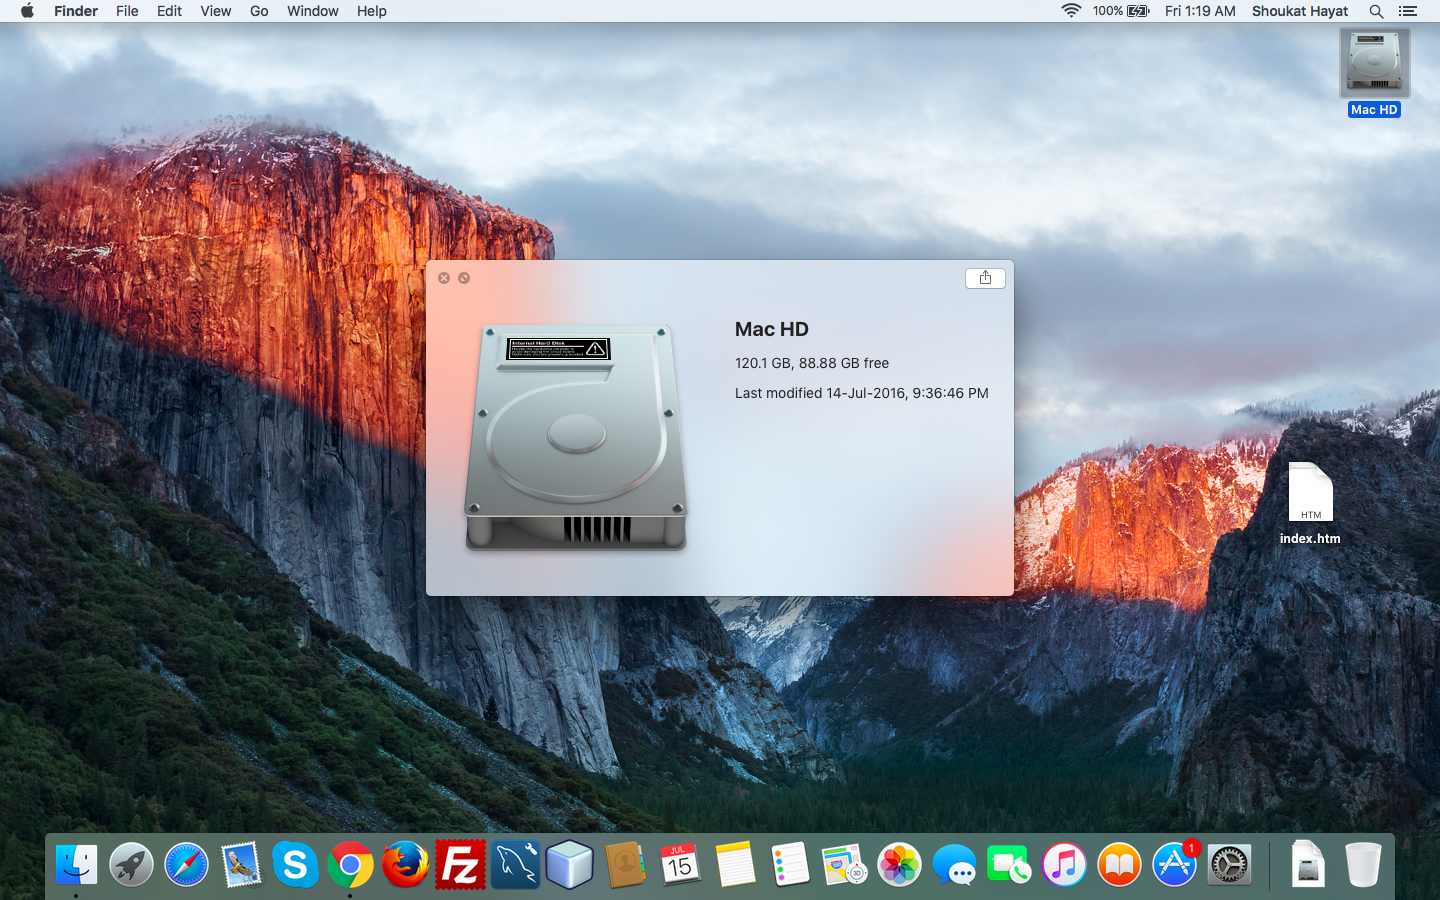 Finder File Edit View Go Window Help 100% Fri 1:19 AM Shoukat Hayat
Mac HD
Internal Hard Disk
Mac HD
120.1 GB, 88.88 GB free
Last modified 14-Jul-2016, 9:36:46 PM
HTM
index.htm
S
Fz
JUL
15
3D
1